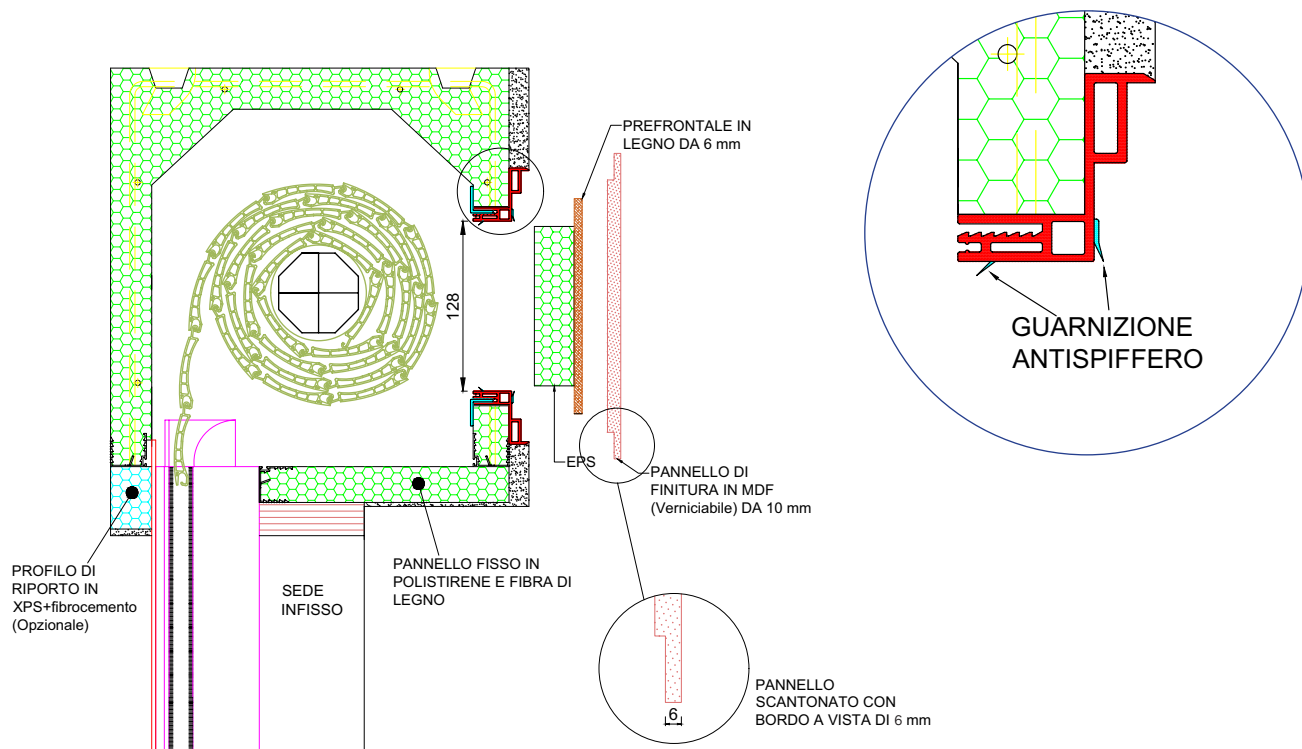 PREFRONTALE IN
LEGNO DA 6 mm
128
GUARNIZIONE
ANTISPIFFERO
EPS
PANNELLO DI
FINITURA IN MDF
(Verniciabile) DA 10 mm
PROFILO DI
RIPORTO IN
XPS+fibrocemento
(Opzionale)
SEDE
INFISSO
PANNELLO FISSO IN
POLISTIRENE E FIBRA DI
LEGNO
6
PANNELLO
SCANTONATO CON
BORDO A VISTA DI 6 mm